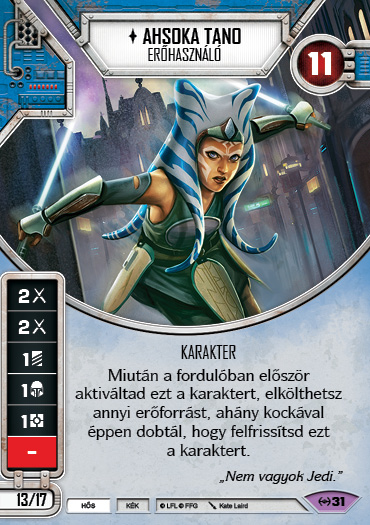 AHSOKA TANO
ERŐHASZNÁLÓ
11
2
2
1
1
1
-
13/17
KARAKTER
Miután a fordulóban először
aktiváltad ezt a karaktert, elkölthetsz
annyi erőforrást, ahány kockával
éppen dobtál, hogy felfrissítsd ezt
a karaktert.
„Nem vagyok Jedi.”
HŐS
KÉK
© LFL © FFG
Kate Laird
31